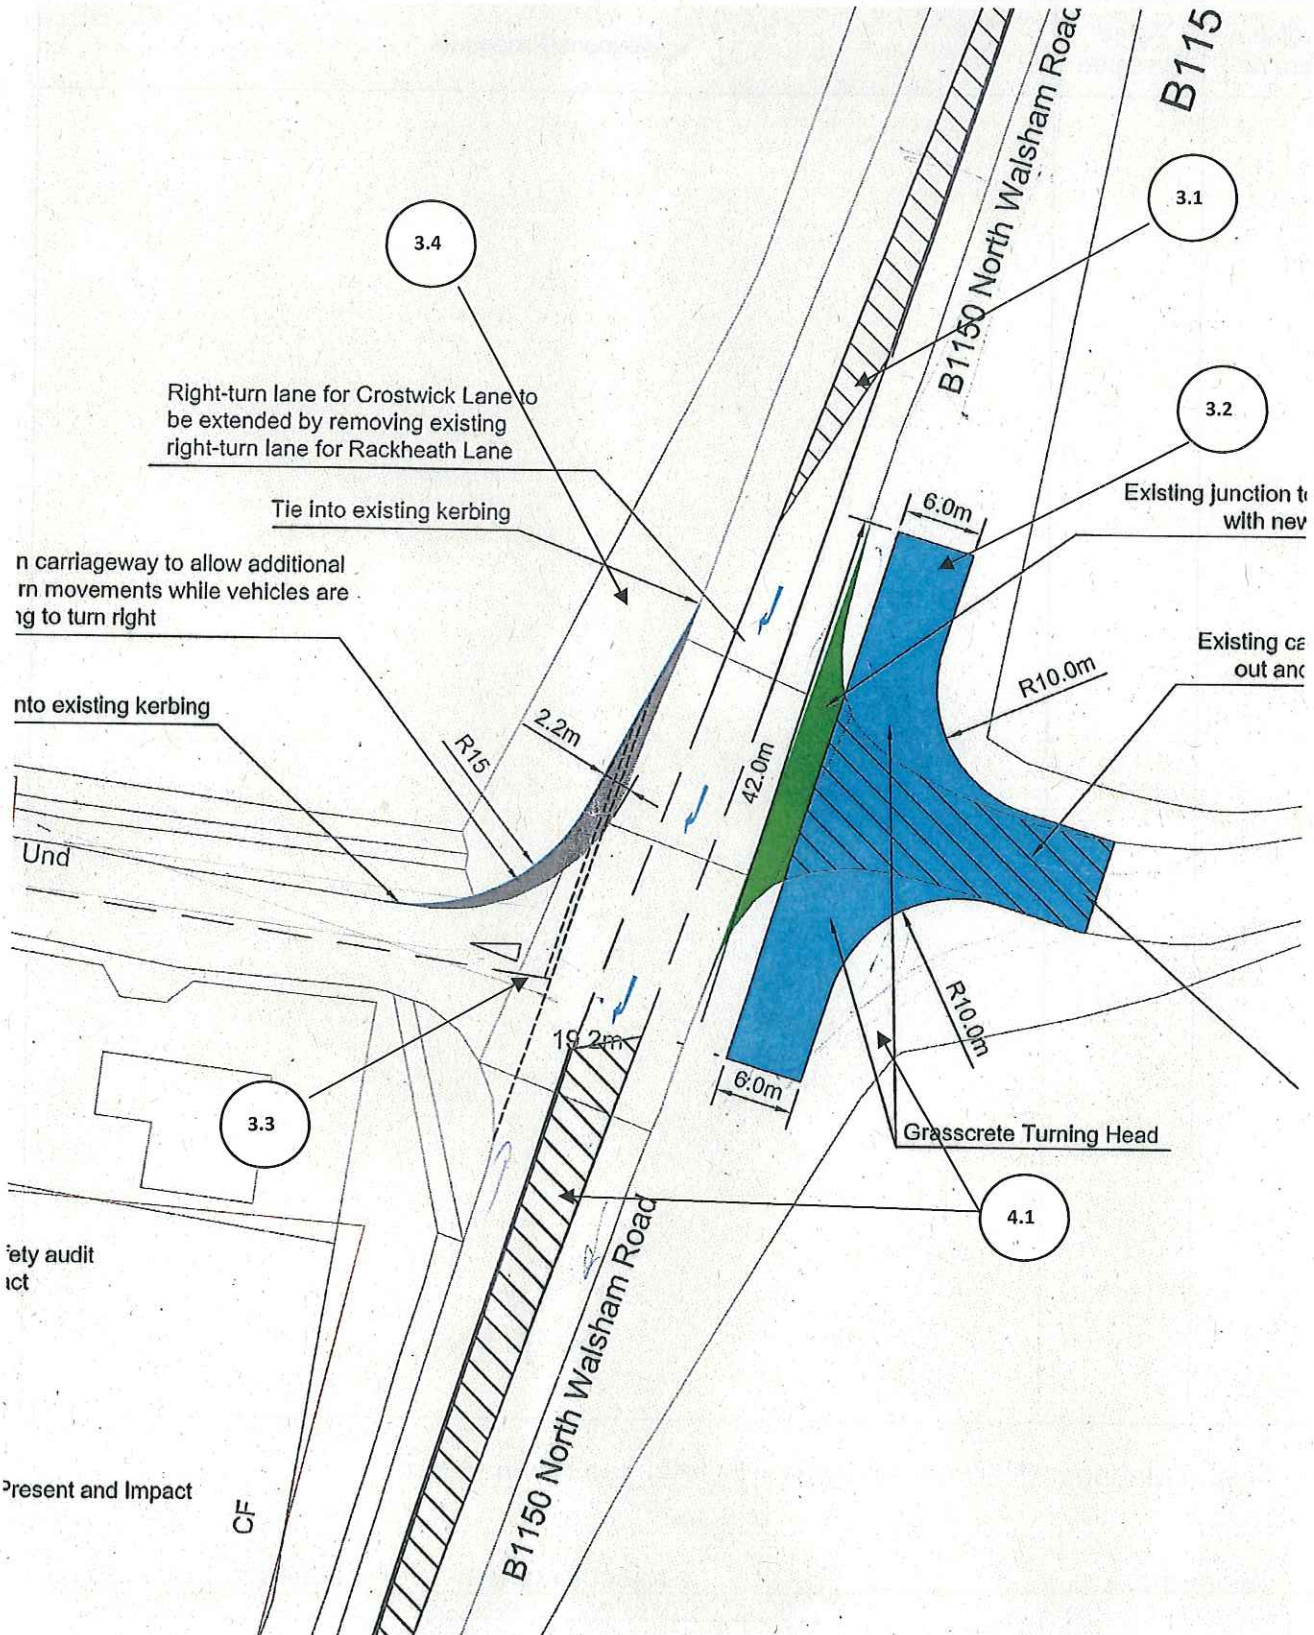 B115
B1150 North Walsham Road
3.1
3.4
Right-turn lane for Crostwick Lane to
be extended by removing existing
right-turn lane for Rackheath Lane
3.2
Tie into existing kerbing
6.0m
Existing junction t
with new
n carriageway to allow additional
rn movements while vehicles are
ng to turn right
Existing ca
out and
R10.0m
nto existing kerbing
2.2m
R15
42.0m
Und
19.2m
R10.0m
6.0m
3.3
Grasscrete Turning Head
4.1
fety audit
act
B1150 North Walsham Road
Present and Impact
CF